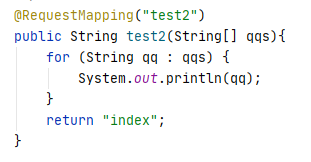 @RequestMapping("test2")
public String test2(String[] qqs){
    for (String qq : qqs) {
        System.out.println(qq);
    }
    return "index";
}